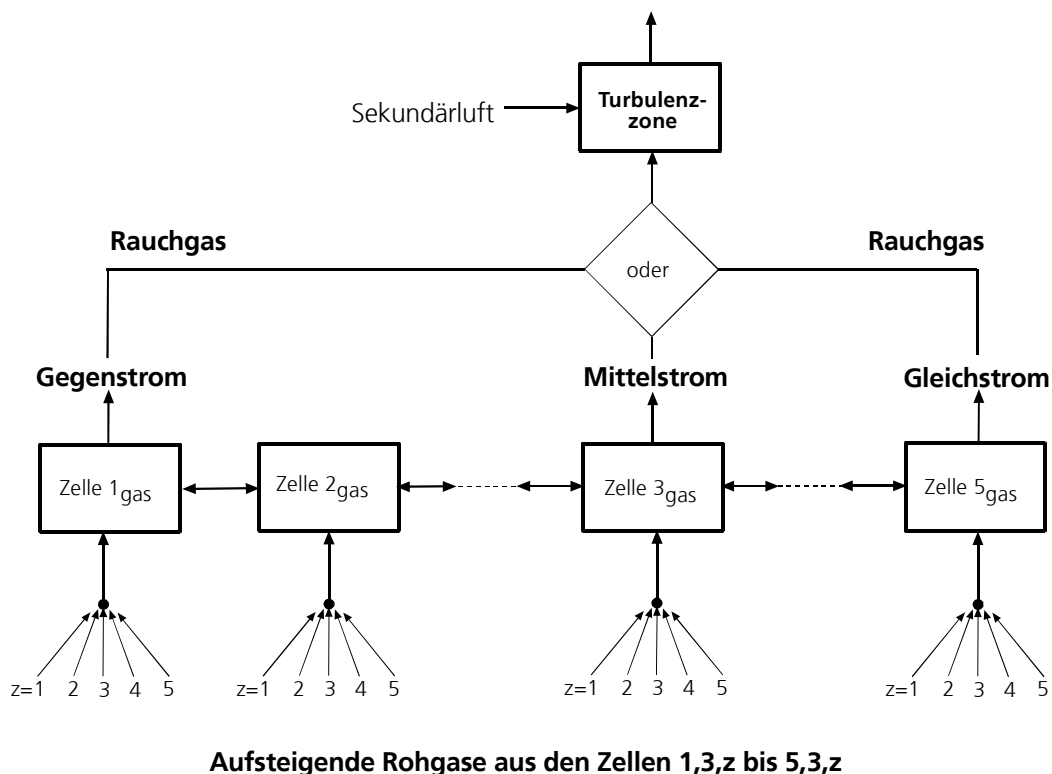 Turbulenz-
zone
Sekundärluft
Rauchgas
Rauchgas
oder
Gegenstrom
Mittelstrom
Gleichstrom
Zelle 1gas
Zelle 2gas
Zelle 3gas
Zelle 5gas
z=1 2 3 4 5
z=1 2 3 4 5
z=1 2 3 4 5
z=1 2 3 4 5
Aufsteigende Rohgase aus den Zellen 1,3,z bis 5,3,z